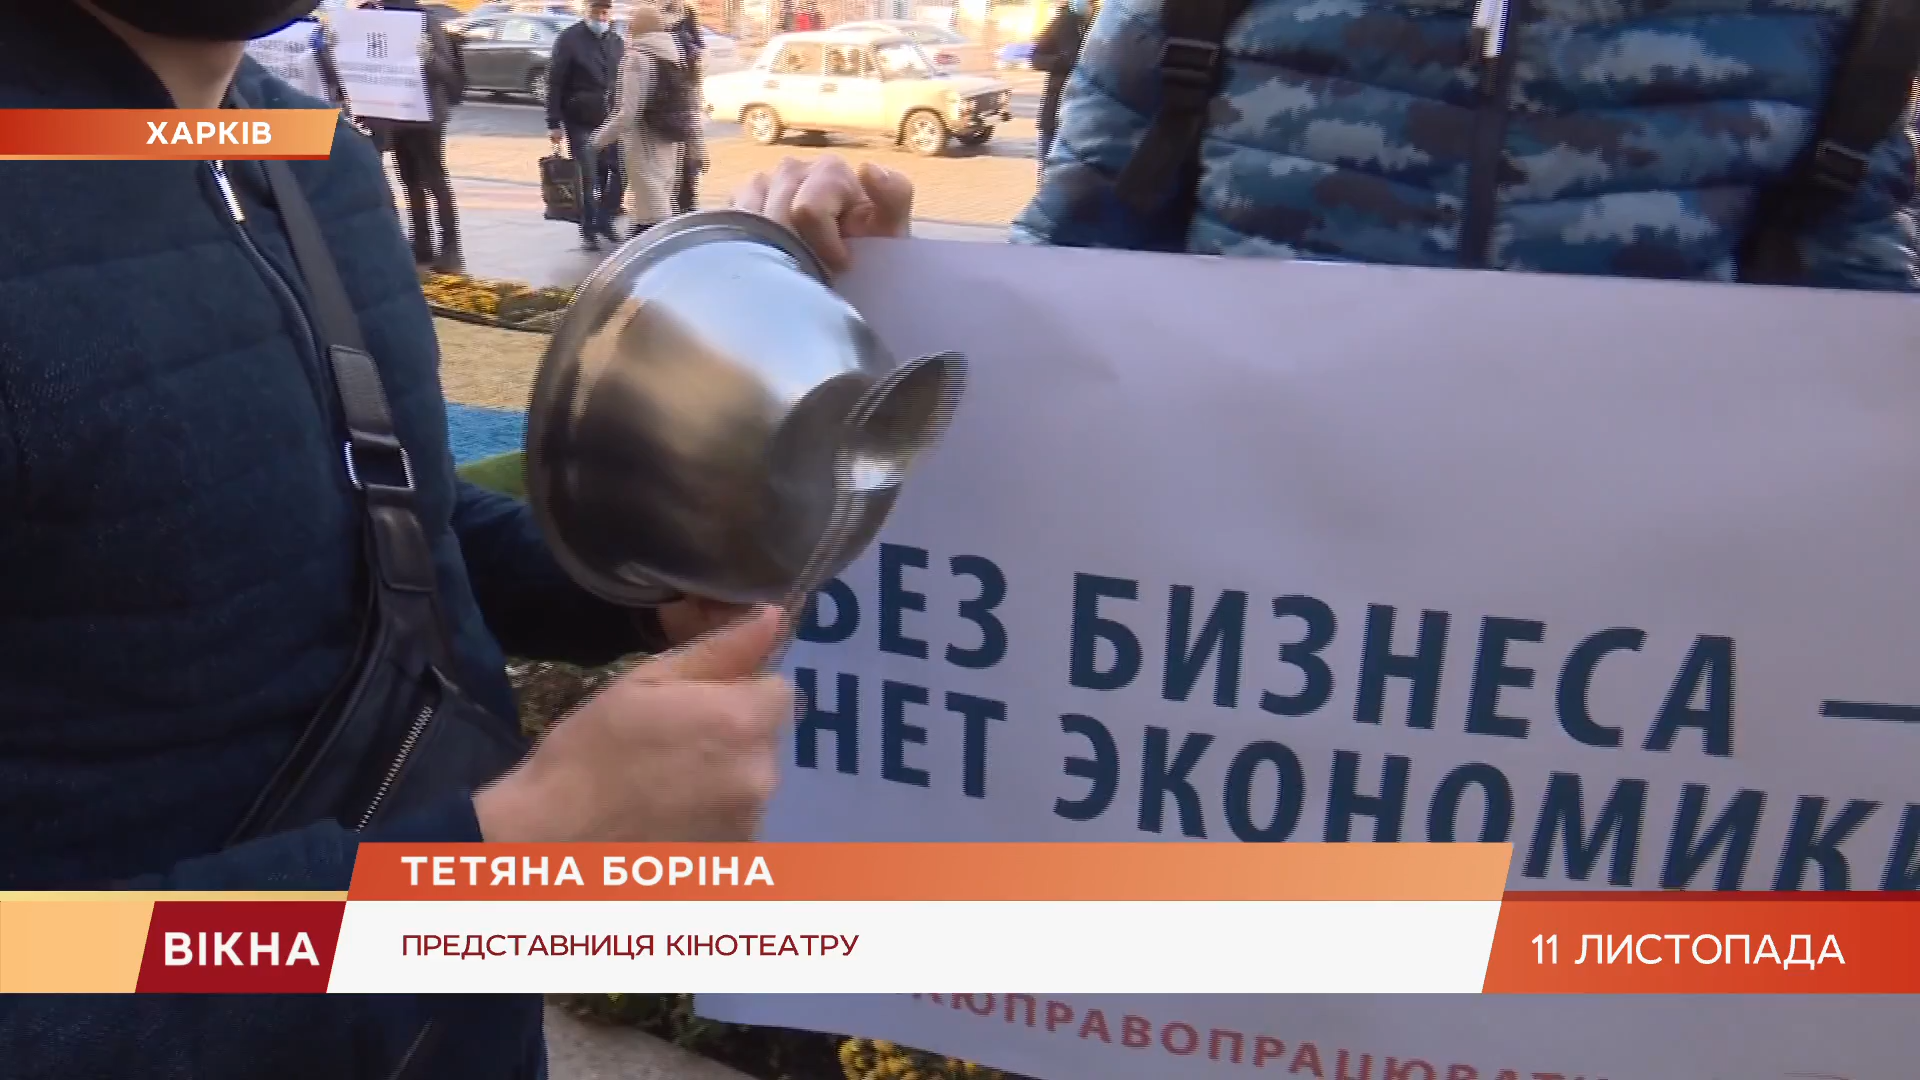 ХАРКІВ
БЕЗ БИЗНЕСА —
НЕТ ЭКОНОМИКИ
ТЕТЯНА БОРІНА
ВІКНА
ПРЕДСТАВНИЦЯ КІНОТЕАТРУ
11 ЛИСТОПАДА